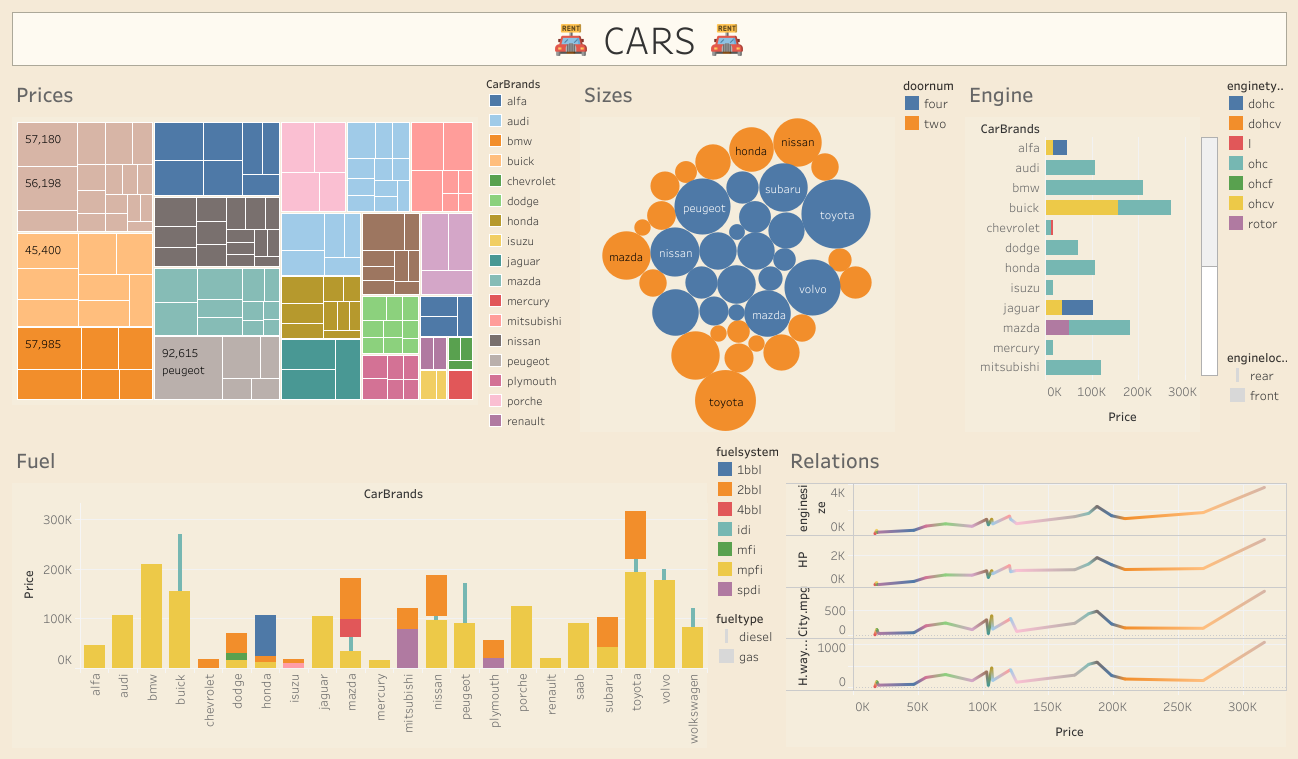 RENT CARS RENT
Prices
57,180
56,198
45,400
57,985
92,615
peugeot
CarBrands
alfa
audi
bmw
buick
chevrolet
dodge
honda
isuzu
jaguar
mazda
mercury
mitsubishi
nissan
peugeot
plymouth
porche
renault
Sizes
nissan
honda
subaru
peugeot
toyota
nissan
mazda
volvo
mazda
toyota
doornum
four
two
Engine
CarBrands
alfa
audi
bmw
buick
chevrolet
dodge
honda
isuzu
jaguar
mazda
mercury
mitsubishi
0K 100K 200K 300K
Price
enginety..
dohc
dohcv
l
ohc
ohcf
ohcv
rotor
engineloc..
rear
front
Fuel
CarBrands
Price
300K
200K
100K
0K
alfa
audi
bmw
buick
chevrolet
dodge
honda
isuzu
jaguar
mazda
mercury
mitsubishi
nissan
peugeot
plymouth
porche
renault
saab
subaru
toyota
volvo
wolkswagen
fuelsystem
1bbl
2bbl
4bbl
idi
mfi
mpfi
spdi
fueltype
diesel
gas
Relations
enginesi
ze
4K
0K
HP
2K
0K
City.mpg
500
0
H.way...
1000
0
0K 50K 100K 150K 200K 250K 300K
Price